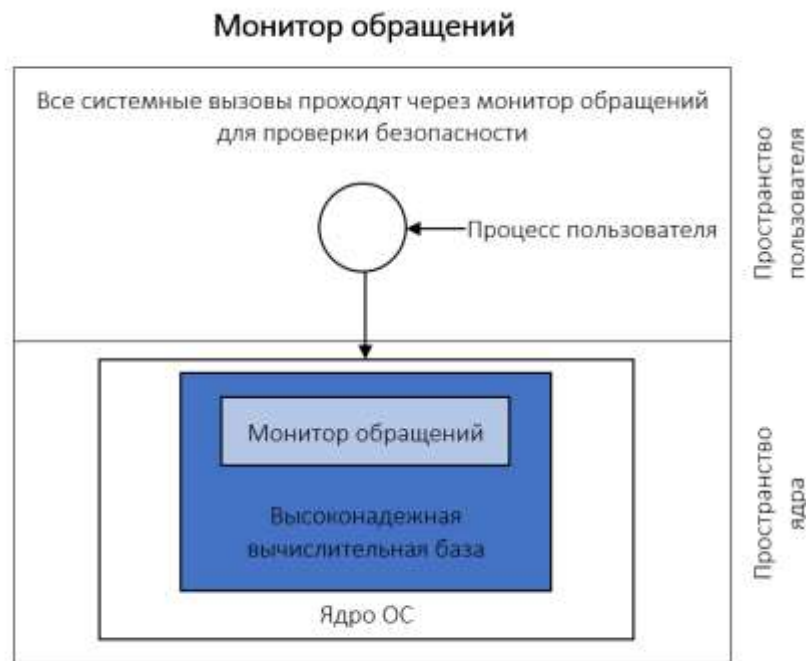 Монитор обращений
Все системные вызовы проходят через монитор обращений
для проверки безопасности
Процесс пользователя
Пространство
пользователя
Монитор обращений
Высоконадежная
вычислительная база
Ядро ОС
Пространство
ядра